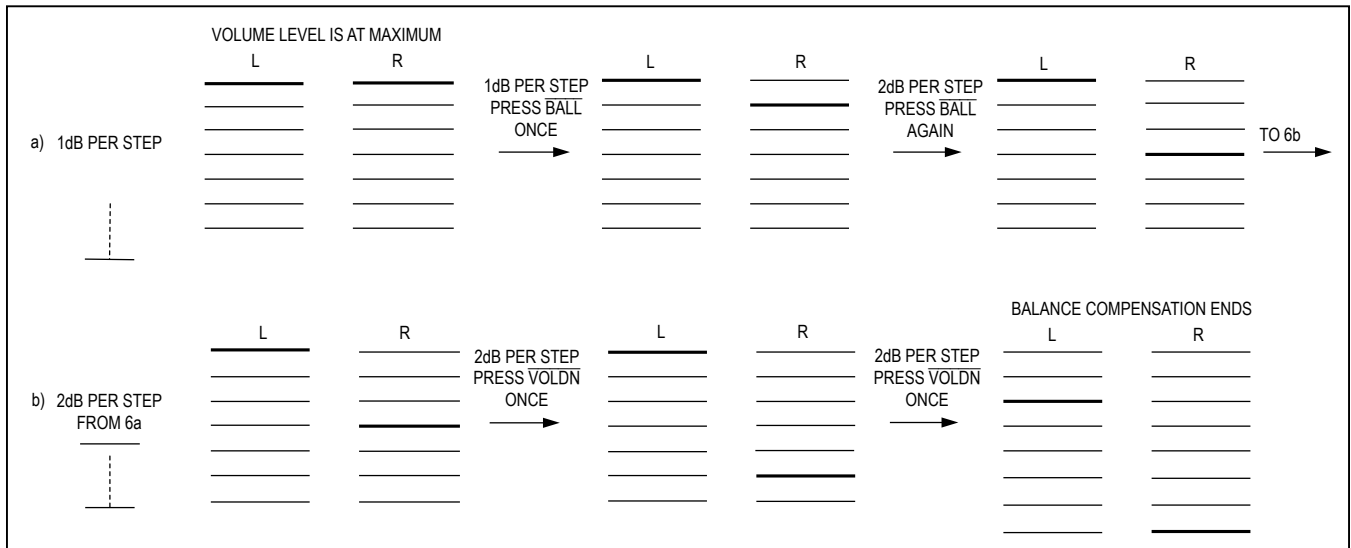 VOLUME LEVEL IS AT MAXIMUM
L
R
L
R
L
R
a) 1dB PER STEP
1dB PER STEP
PRESS BALL
ONCE
2dB PER STEP
PRESS BALL
AGAIN
TO 6b
BALANCE COMPENSATION ENDS
L
R
L
R
L
R
b) 2dB PER STEP
FROM 6a
2dB PER STEP
PRESS VOLDN
ONCE
2dB PER STEP
PRESS VOLDN
ONCE